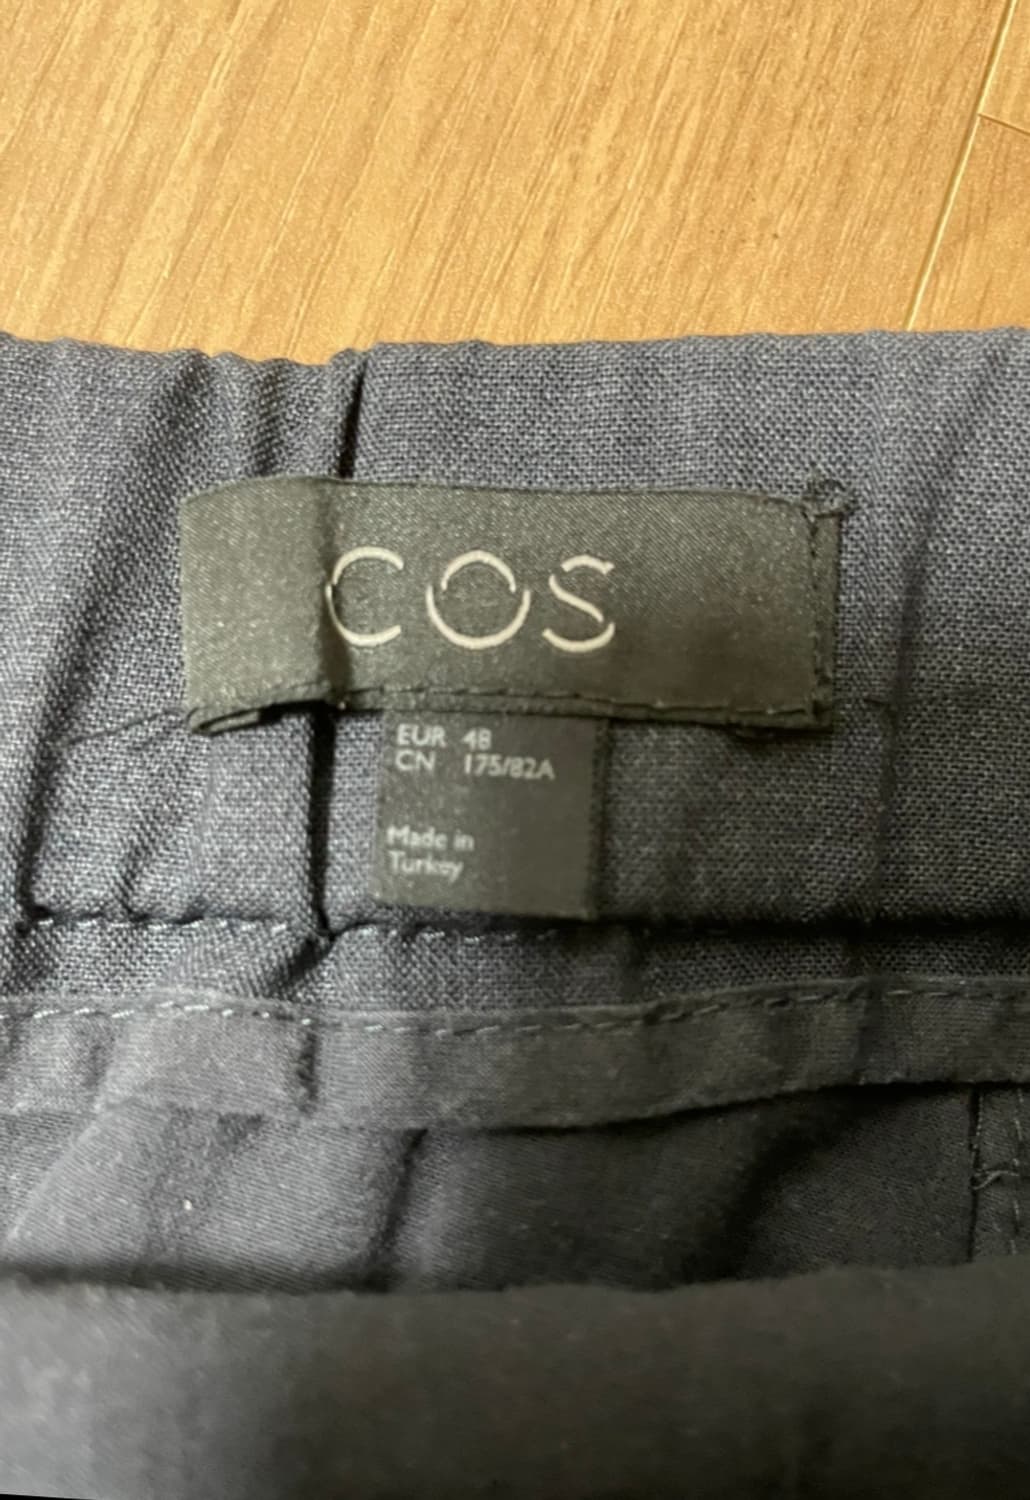 COS
EUR 48
CN 175/82A
Made in
Turkey